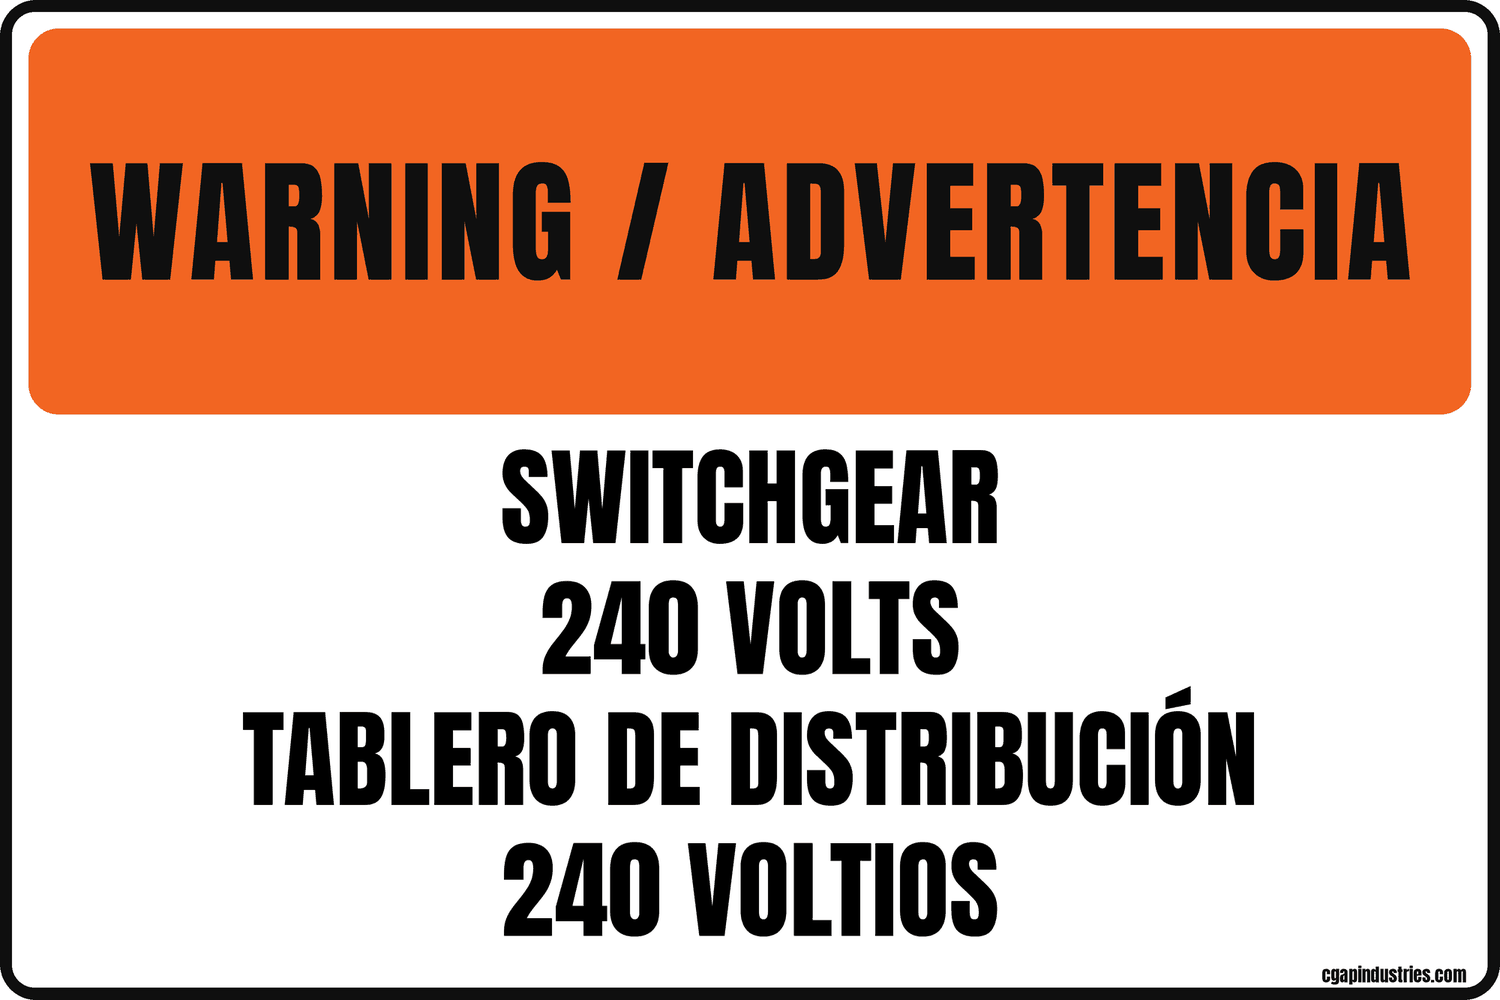 WARNING / ADVERTENCIA
SWITCHGEAR
240 VOLTS
TABLERO DE DISTRIBUCIÓN
240 VOLTIOS
cgapindustries.com